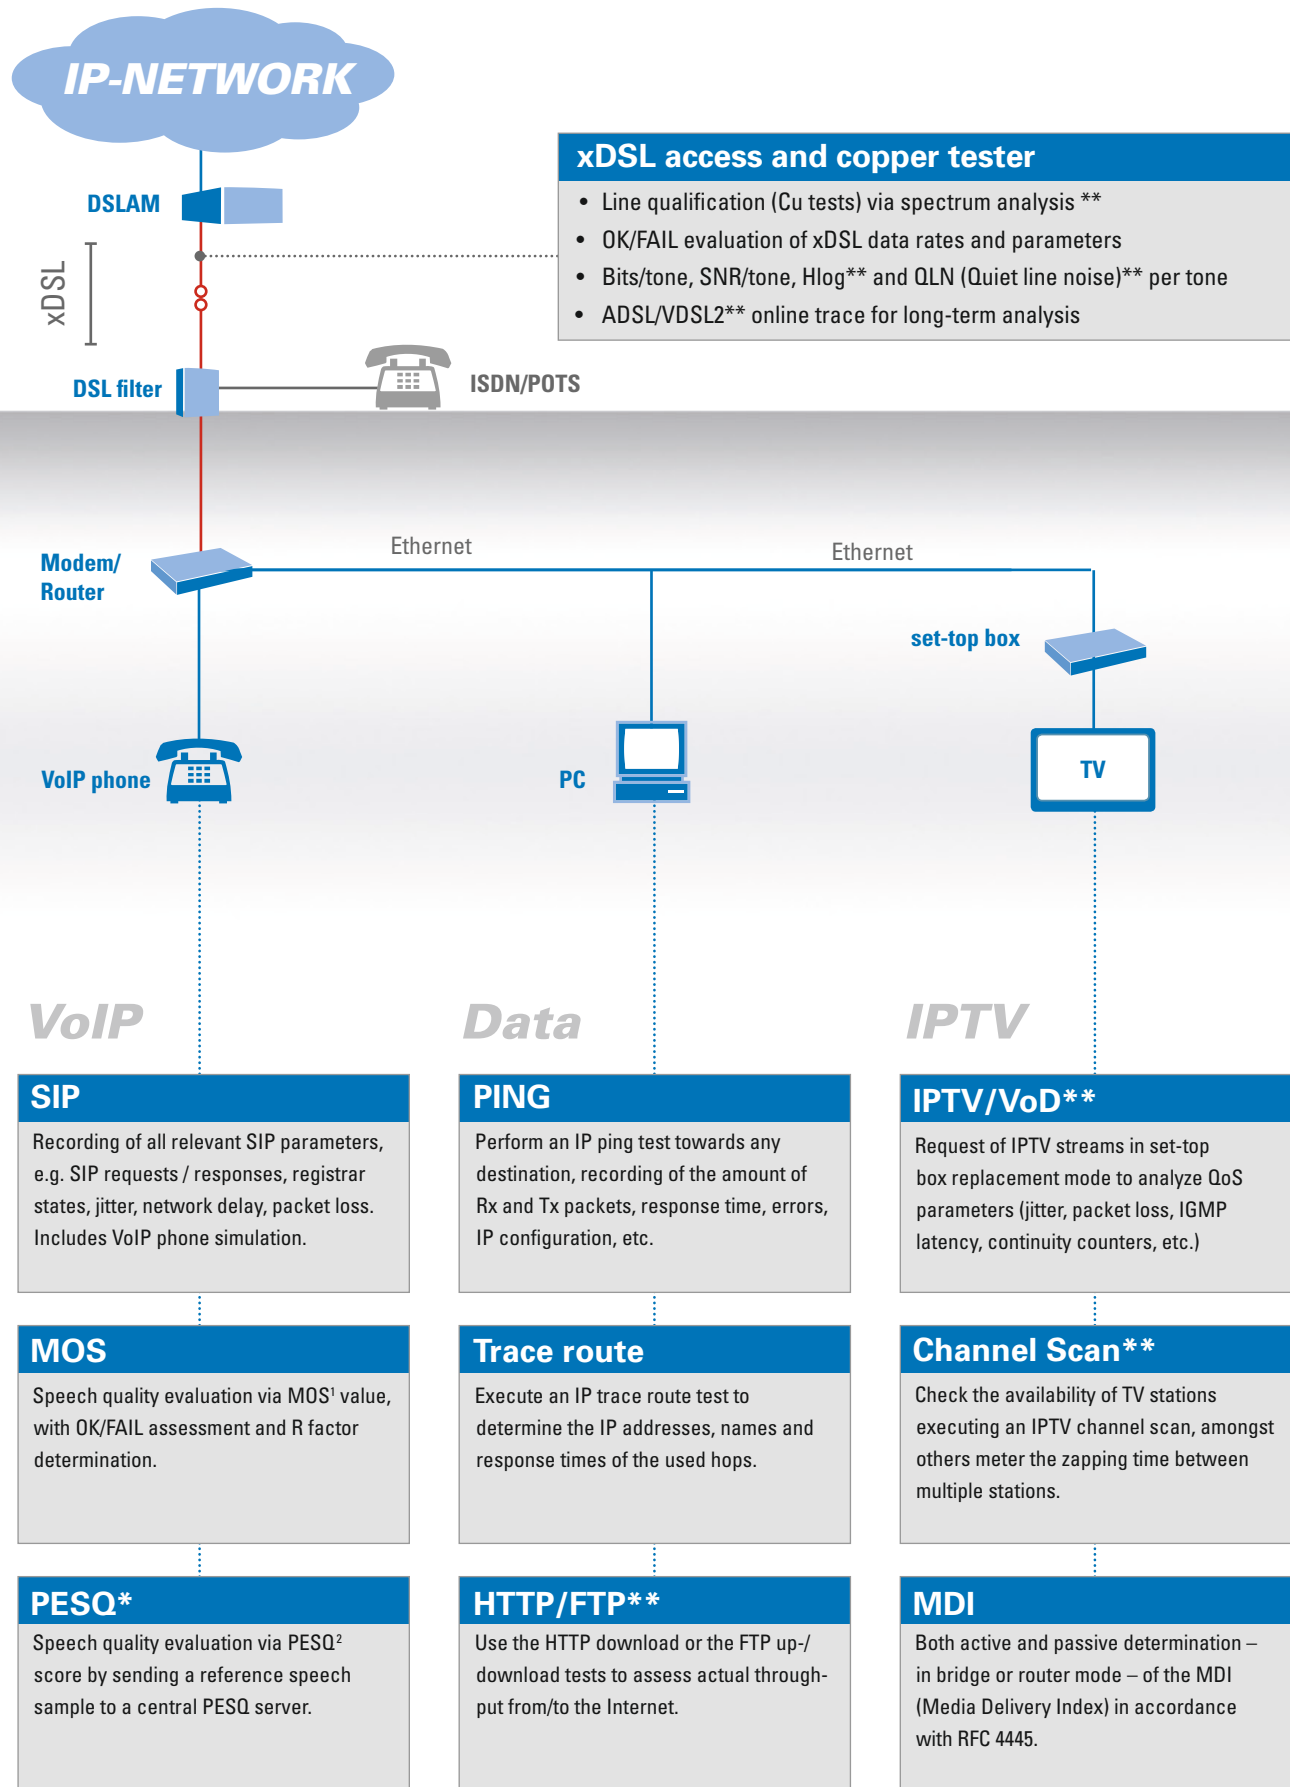 IP-NETWORK
xDSL access and copper tester
• Line qualification (Cu tests) via spectrum analysis **
• OK/FAIL evaluation of xDSL data rates and parameters
• Bits/tone, SNR/tone, Hlog** and QLN (Quiet line noise)** per tone
• ADSL/VDSL2** online trace for long-term analysis
DSLAM
xDSL
DSL filter
ISDN/POTS
Modem/
Router
Ethernet
Ethernet
set-top box
VoIP phone
PC
TV
VoIP
SIP
Recording of all relevant SIP parameters,
e.g. SIP requests / responses, registrar
states, jitter, network delay, packet loss.
Includes VoIP phone simulation.
MOS
Speech quality evaluation via MOS¹ value,
with OK/FAIL assessment and R factor
determination.
PESQ*
Speech quality evaluation via PESQ²
score by sending a reference speech
sample to a central PESQ server.
Data
PING
Perform an IP ping test towards any
destination, recording of the amount of
Rx and Tx packets, response time, errors,
IP configuration, etc.
Trace route
Execute an IP trace route test to
determine the IP addresses, names and
response times of the used hops.
HTTP/FTP**
Use the HTTP download or the FTP up-/
download tests to assess actual through-
put from/to the Internet.
IPTV
IPTV/VoD**
Request of IPTV streams in set-top
box replacement mode to analyze QoS
parameters (jitter, packet loss, IGMP
latency, continuity counters, etc.)
Channel Scan**
Check the availability of TV stations
executing an IPTV channel scan, amongst
others meter the zapping time between
multiple stations.
MDI
Both active and passive determination –
in bridge or router mode – of the MDI
(Media Delivery Index) in accordance
with RFC 4445.